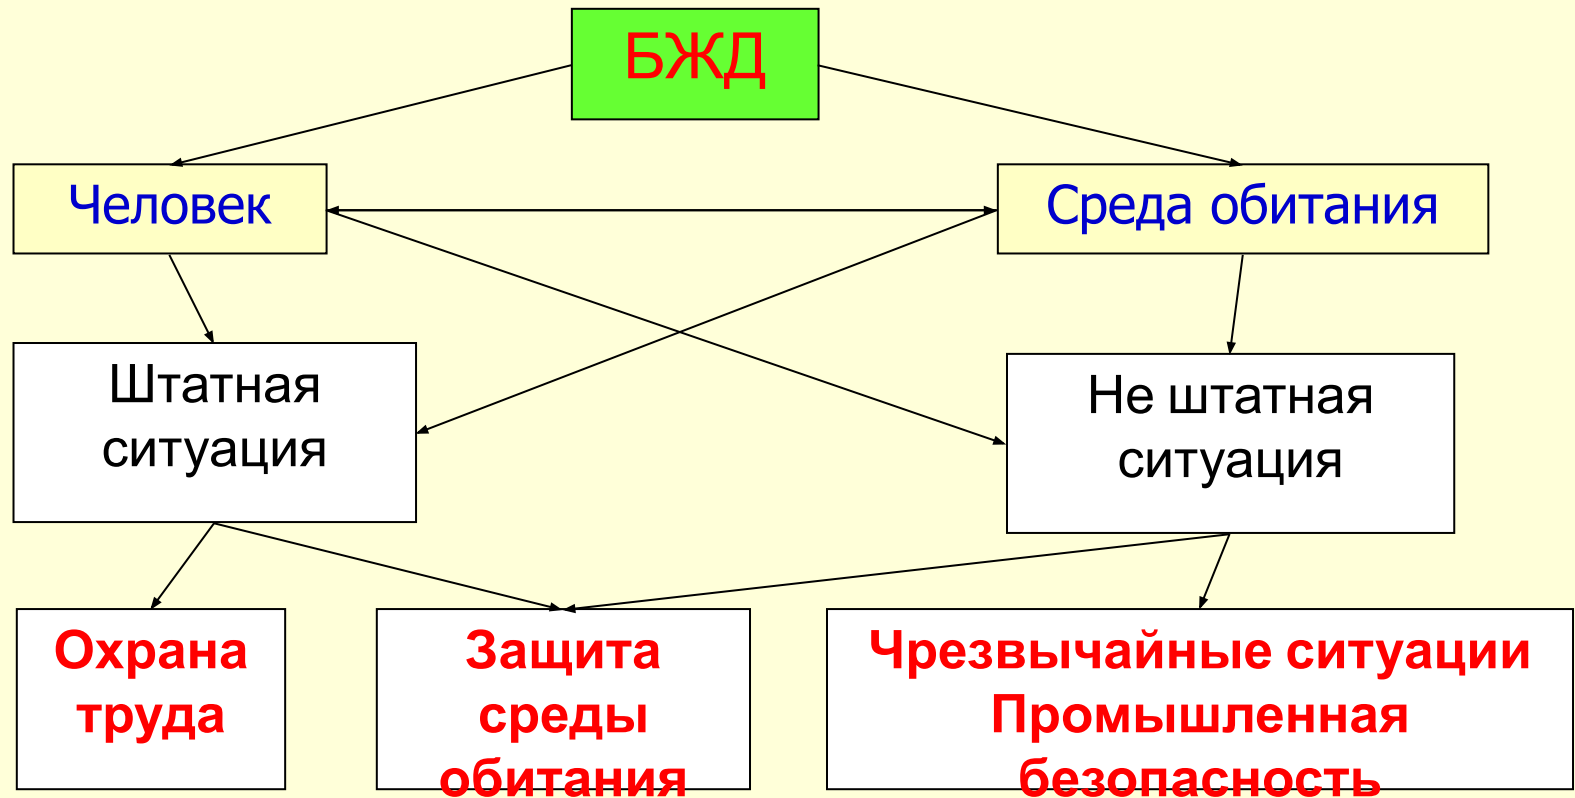 БЖД
Человек
Среда обитания
Штатная
ситуация
Не штатная
ситуация
Охрана
труда
Защита
среды
обитания
Чрезвычайные ситуации
Промышленная
безопасность